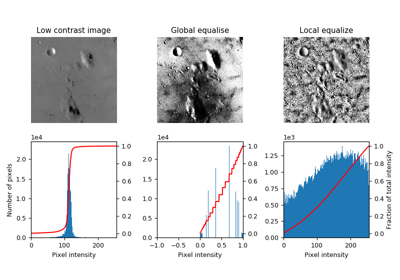 Low contrast image
Global equalise
Local equalize
1e4
1e4
1e3
Number of pixels
2.0
1.5
1.0
0.5
0.0
1.0
0.8
0.6
0.4
0.2
0.0
0 100 200
Pixel intensity
2.0
1.5
1.0
0.5
0.0
1.0
0.8
0.6
0.4
0.2
0.0
−1.0 −0.5 0.0 0.5 1.0
Pixel intensity
1.25
1.00
0.75
0.50
0.25
0.00
1.0
0.8
0.6
0.4
0.2
0.0
0 100 200
Pixel intensity
Fraction of total intensity